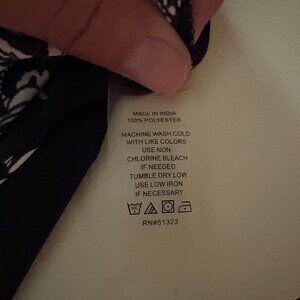 MADE IN INDIA
100% POLYESTER
MACHINE WASH COLD
WITH LIKE COLORS
USE NON-
CHLORINE BLEACH
IF NEEDED
TUMBLE DRY LOW
USE LOW IRON
IF NECESSARY
RN#51323